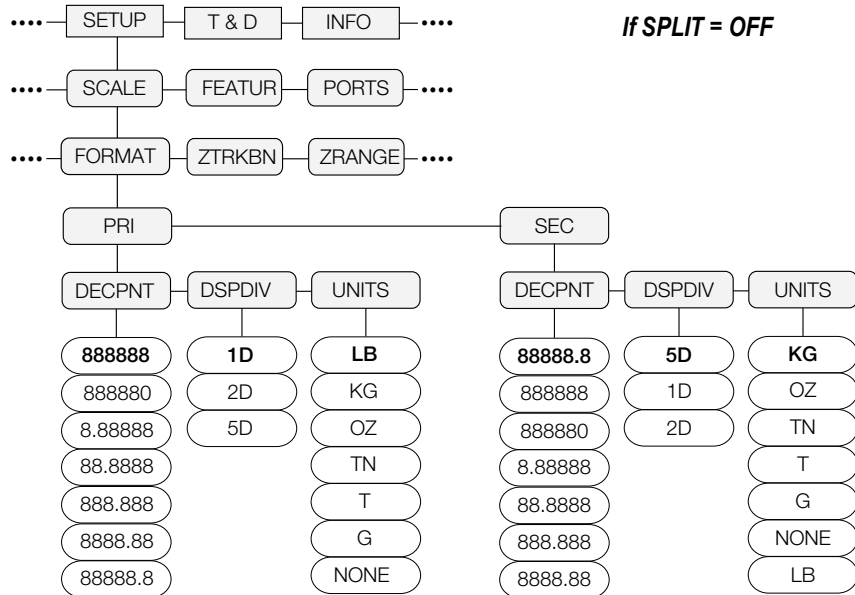 If SPLIT = OFF
SETUP T & D INFO
SCALE FEATUR PORTS
FORMAT ZTRKBN ZRANGE
PRI SEC
DECPNT DSPDIV UNITS DECPNT DSPDIV UNITS
888888 1D LB 88888.8 5D KG
888880 2D KG 888888 1D OZ
8.88888 5D OZ 888880 2D TN
88.8888 TN 8.88888 T
888.888 T 88.8888 G
8888.88 G 888.888 NONE
88888.8 NONE 8888.88 LB